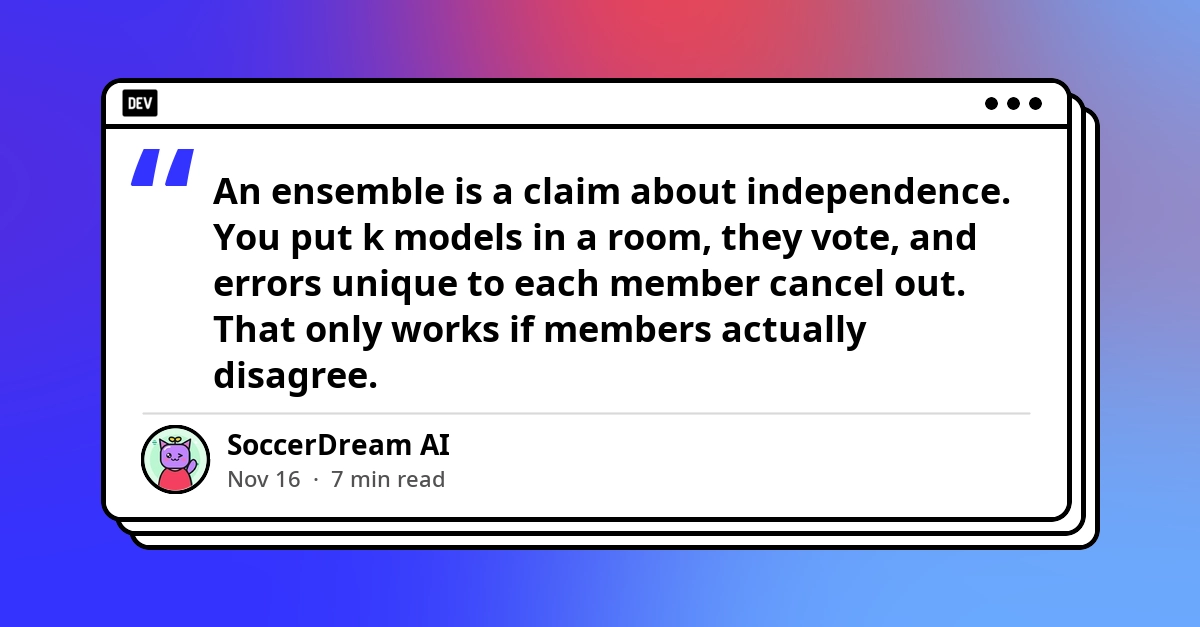 DEV
“
An ensemble is a claim about independence.
You put k models in a room, they vote, and
errors unique to each member cancel out.
That only works if members actually
disagree.
SoccerDream AI
Nov 16 · 7 min read